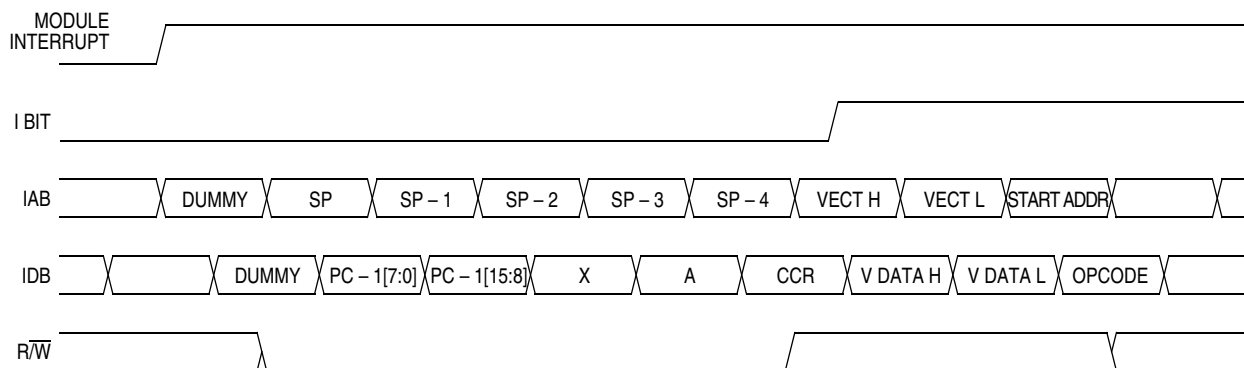 MODULE
INTERRUPT
I BIT
IAB DUMMY SP SP – 1 SP – 2 SP – 3 SP – 4 VECT H VECT L START ADDR
IDB DUMMY PC – 1[7:0] PC – 1[15:8] X A CCR V DATA H V DATA L OPCODE
R/W̅